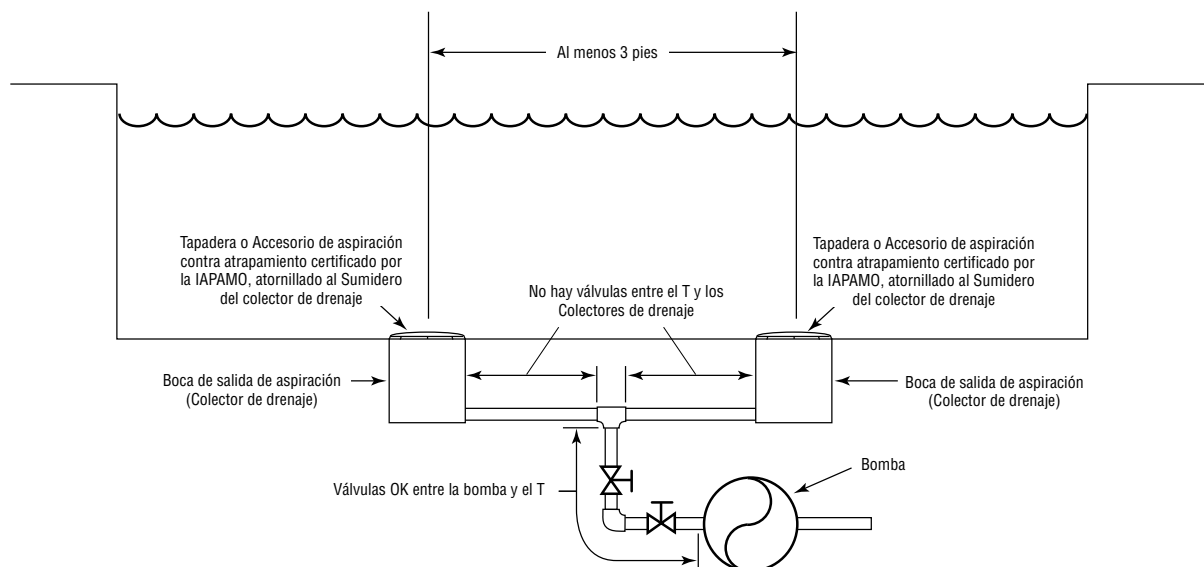 Al menos 3 pies
Tapadera o Accesorio de aspiración
contra atrapamiento certificado por
la IAPAMO, atornillado al Sumidero
del colector de drenaje
No hay válvulas entre el T y los
Colectores de drenaje
Tapadera o Accesorio de aspiración
contra atrapamiento certificado por
la IAPAMO, atornillado al Sumidero
del colector de drenaje
Boca de salida de aspiración
(Colector de drenaje)
Boca de salida de aspiración
(Colector de drenaje)
Bomba
Válvulas OK entre la bomba y el T